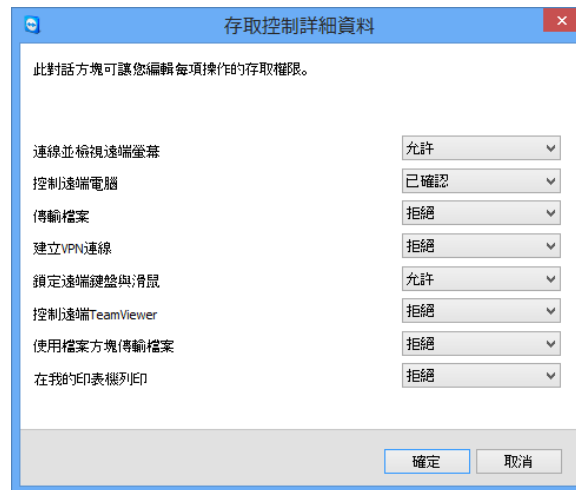 存取控制詳細資料
此對話方塊可讓您編輯每項操作的存取權限。
連線並檢視遠端螢幕 允許
控制遠端電腦 已確認
傳輸檔案 拒絕
建立VPN連線 拒絕
鎖定遠端鍵盤與滑鼠 允許
控制遠端TeamViewer 拒絕
使用檔案方塊傳輸檔案 拒絕
在我的印表機列印 拒絕
確定 取消